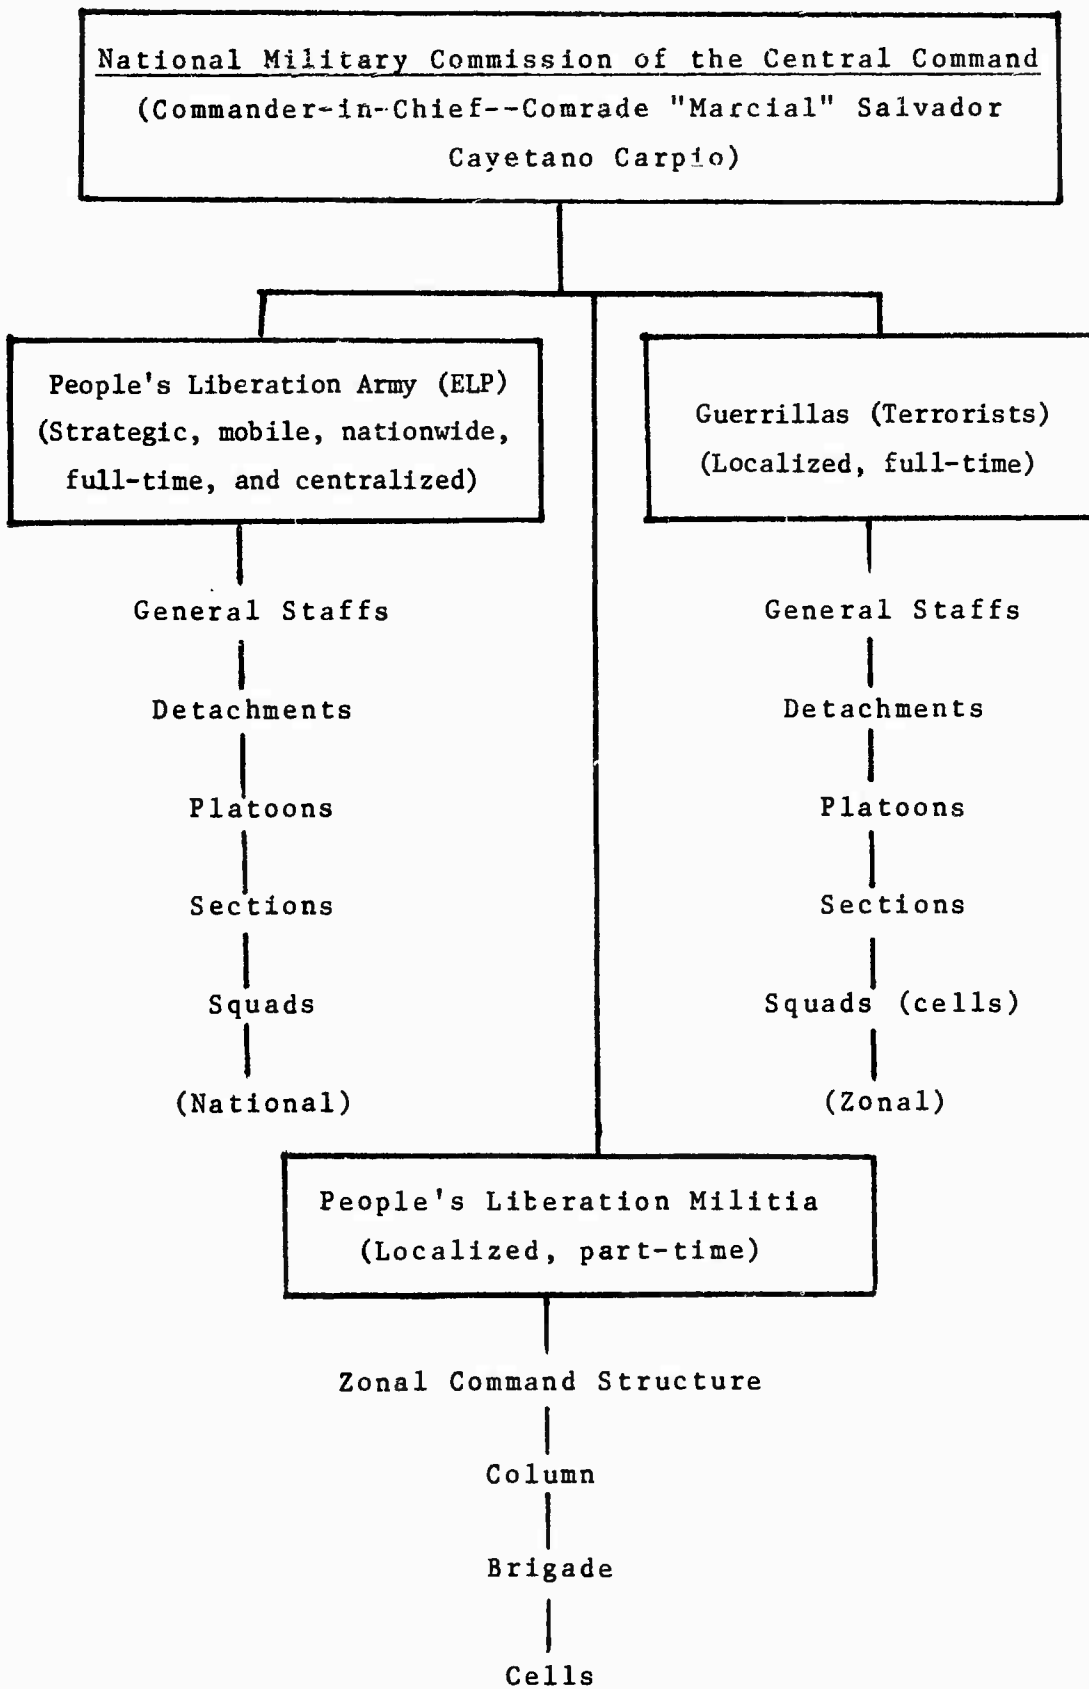 National Military Commission of the Central Command
(Commander-in-Chief--Comrade "Marcial" Salvador
Cayetano Carpio)
People's Liberation Army (ELP)
(Strategic, mobile, nationwide,
full-time, and centralized)
General Staffs
Detachments
Platoons
Sections
Squads
(National)
Guerrillas (Terrorists)
(Localized, full-time)
General Staffs
Detachments
Platoons
Sections
Squads (cells)
(Zonal)
People's Liberation Militia
(Localized, part-time)
Zonal Command Structure
Column
Brigade
Cells